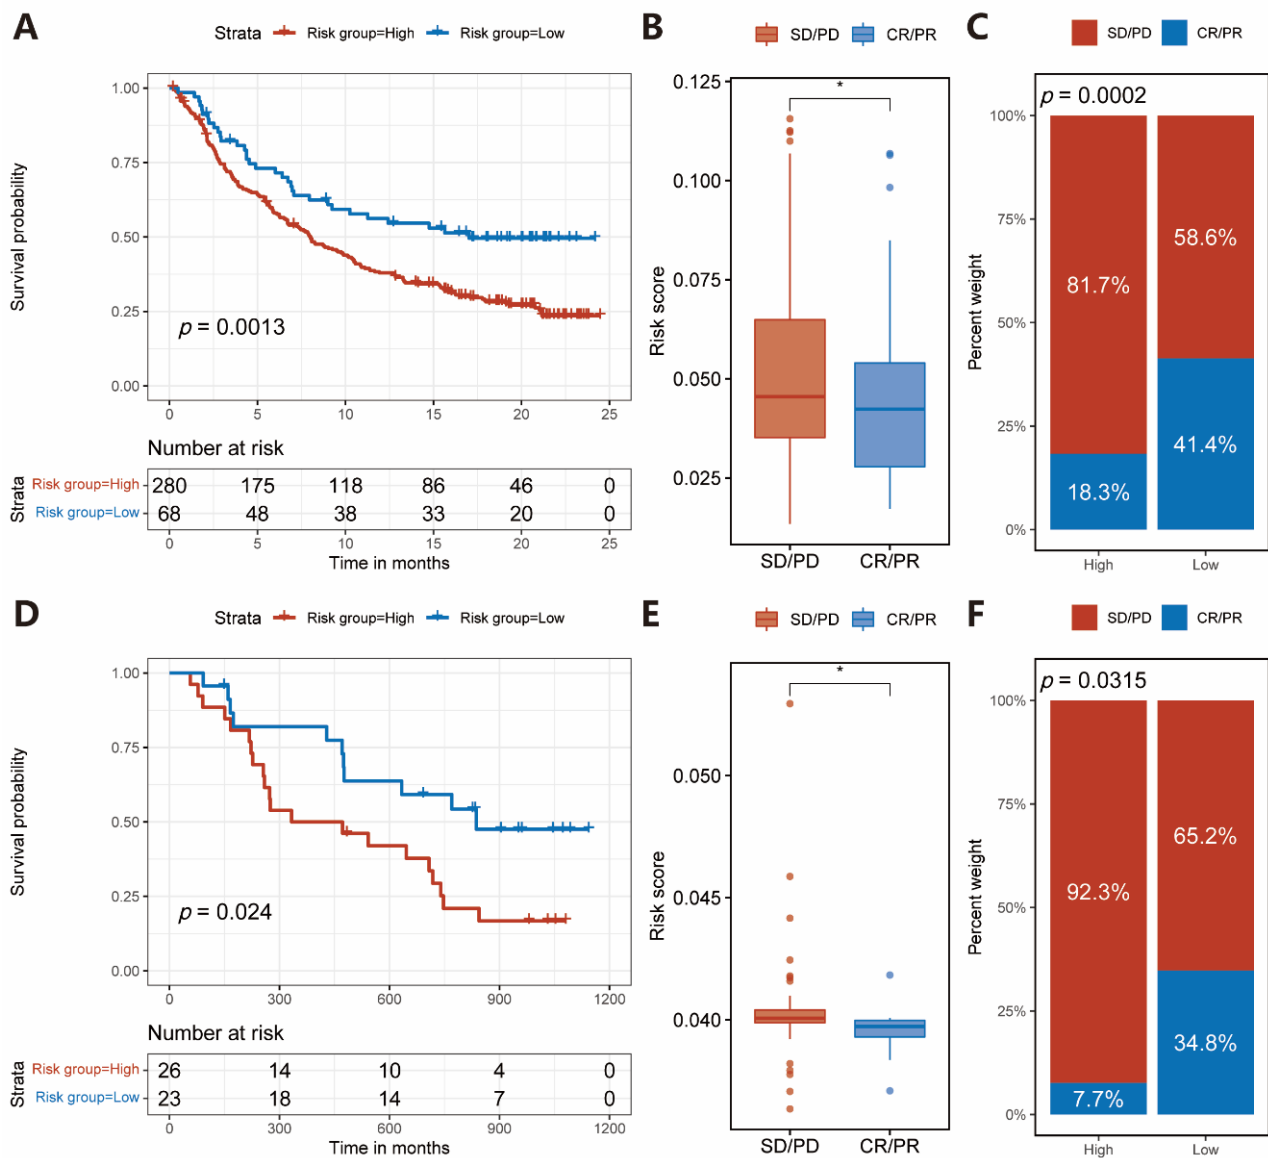 A
Strata Risk group=High Risk group=Low
Survival probability
1.00
0.75
0.50
0.25
0.00
p = 0.0013
0 5 10 15 20 25
Number at risk
Strata
Risk group=High 280 175 118 86 46 0
Risk group=Low 68 48 38 33 20 0
0 5 10 15 20 25
Time in months
B
SD/PD CR/PR
Risk score
0.125
0.100
0.075
0.050
0.025
*
SD/PD CR/PR
C
SD/PD CR/PR
p = 0.0002
Percent weight
100%
75%
50%
25%
0%
58.6%
81.7%
41.4%
18.3%
High Low
D
Strata Risk group=High Risk group=Low
Survival probability
1.00
0.75
0.50
0.25
0.00
p = 0.024
0 300 600 900 1200
Number at risk
Strata
Risk group=High 26 14 10 4 0
Risk group=Low 23 18 14 7 0
0 300 600 900 1200
Time in months
E
SD/PD CR/PR
Risk score
*
0.050
0.045
0.040
SD/PD CR/PR
F
SD/PD CR/PR
p = 0.0315
Percent weight
100%
75%
50%
25%
0%
65.2%
92.3%
34.8%
7.7%
High Low